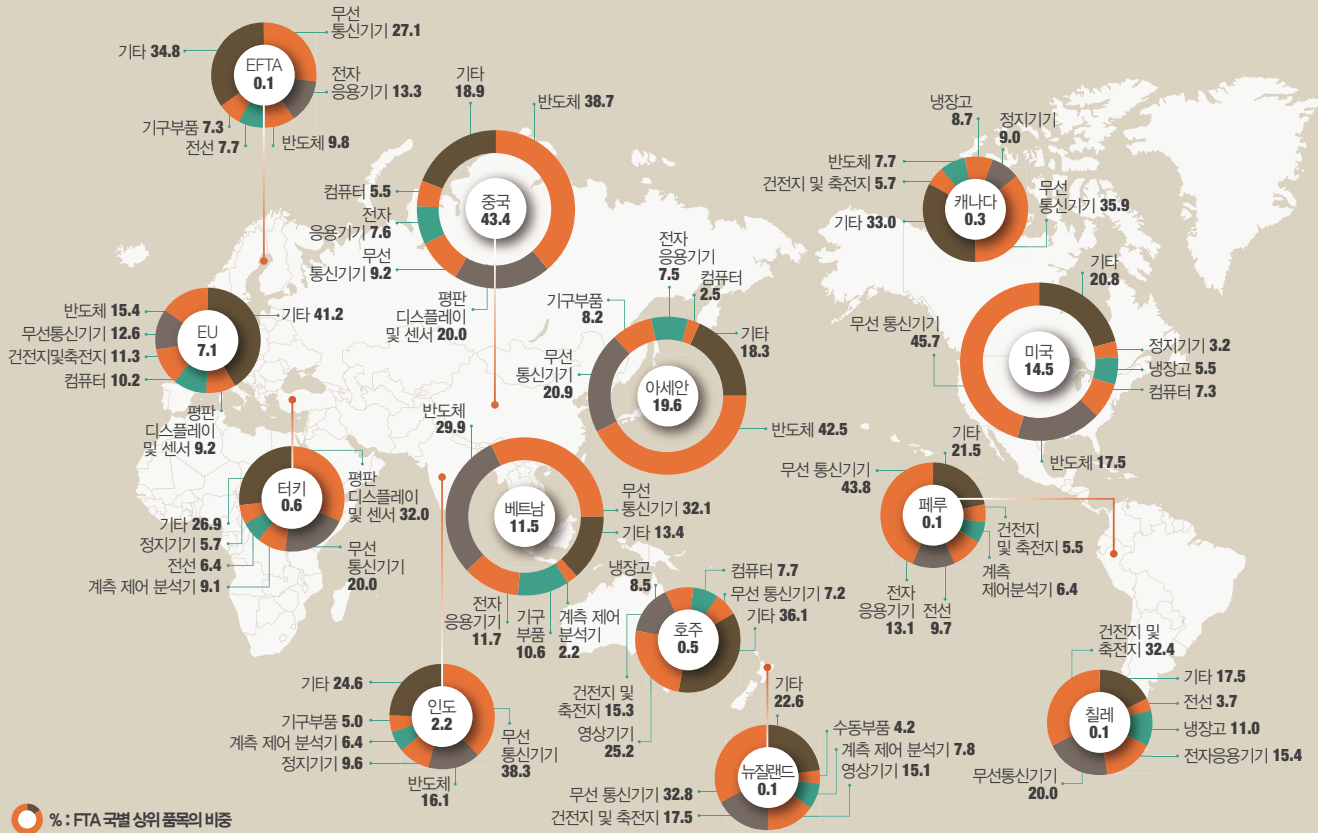 무선
통신기기 27.1
기타 34.8
EFTA
0.1
전자
응용기기 13.3
기구부품 7.3
전선 7.7
반도체 9.8
기타
18.9
반도체 38.7
컴퓨터 5.5
중국
43.4
전자
응용기기 7.6
무선
통신기기 9.2
평판
디스플레이
및 센서 20.0
냉장고
8.7
정지기기
9.0
반도체 7.7
건전지 및 축전지 5.7
캐나다
0.3
무선
통신기기 35.9
기타 33.0
전자
응용기기
7.5
컴퓨터
2.5
기구부품
8.2
기타
18.3
무선
통신기기
20.9
아세안
19.6
반도체 42.5
기타
20.8
무선 통신기기
45.7
미국
14.5
정지기기 3.2
냉장고 5.5
컴퓨터 7.3
반도체 17.5
반도체 15.4
무선통신기기 12.6
건전지및축전지 11.3
컴퓨터 10.2
EU
7.1
기타 41.2
평판
디스플레이
및 센서 9.2
터키
0.6
평판
디스플레이
및 센서 32.0
기타 26.9
정지기기 5.7
전선 6.4
계측 제어 분석기 9.1
무선
통신기기
20.0
반도체
29.9
베트남
11.5
무선
통신기기 32.1
기타 13.4
전자
응용기기
11.7
기구
부품
10.6
계측 제어
분석기
2.2
기타
21.5
무선 통신기기
43.8
페루
0.1
건전지
및 축전지 5.5
계측
제어분석기 6.4
전자
응용기기
13.1
전선
9.7
냉장고
8.5
컴퓨터 7.7
무선 통신기기 7.2
기타 36.1
호주
0.5
건전지 및
축전지 15.3
영상기기
25.2
기타 24.6
기구부품 5.0
계측 제어 분석기 6.4
정지기기 9.6
인도
2.2
무선
통신기기
38.3
반도체
16.1
기타
22.6
수동부품 4.2
계측 제어 분석기 7.8
영상기기 15.1
뉴질랜드
0.1
무선 통신기기 32.8
건전지 및 축전지 17.5
건전지 및
축전지 32.4
기타 17.5
전선 3.7
냉장고 11.0
전자응용기기 15.4
칠레
0.1
무선통신기기
20.0
% : FTA 국별 상위 품목의 비중